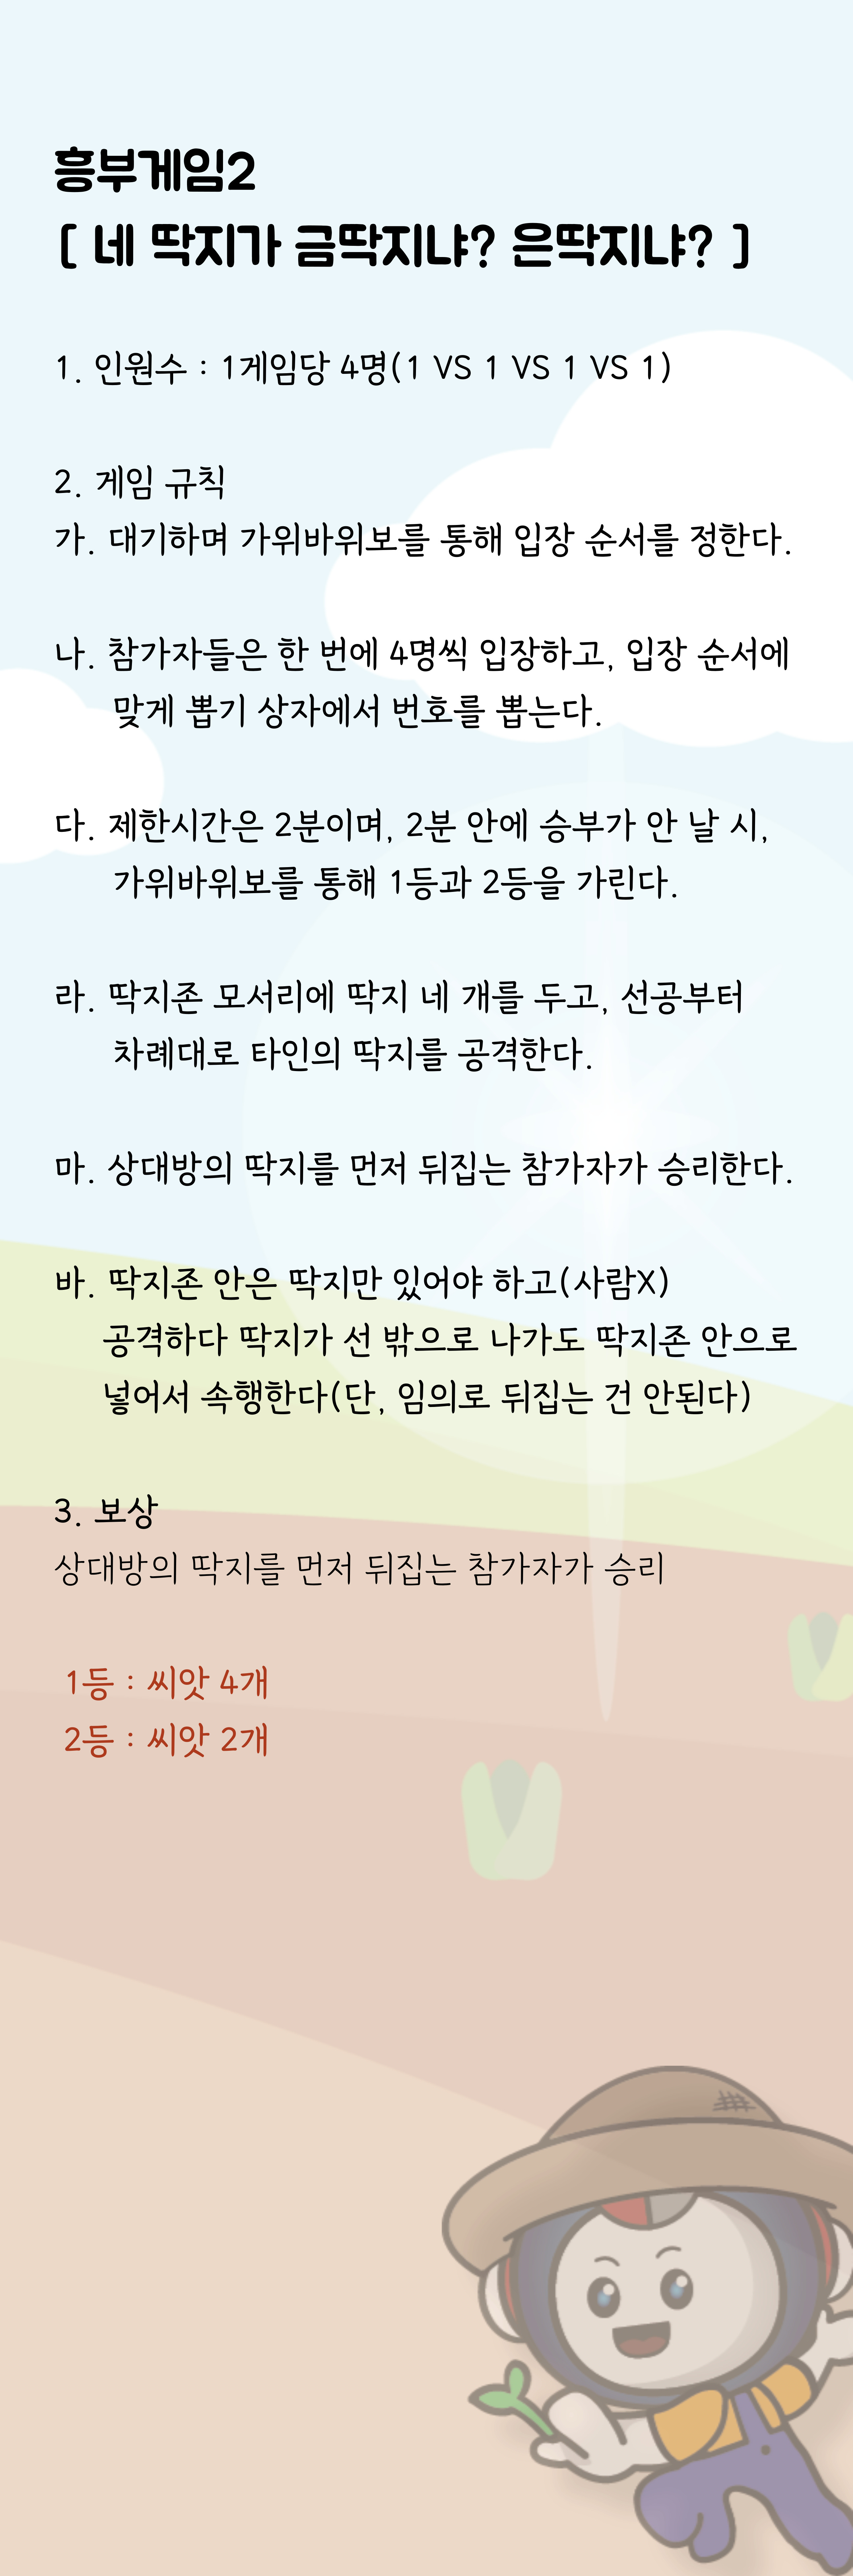 흥부게임2
[ 네 딱지가 금딱지냐? 은딱지냐? ]
1. 인원수 : 1게임당 4명(1 VS 1 VS 1 VS 1)
2. 게임 규칙
가. 대기하며 가위바위보를 통해 입장 순서를 정한다.
나. 참가자들은 한 번에 4명씩 입장하고, 입장 순서에
맞게 뽑기 상자에서 번호를 뽑는다.
다. 제한시간은 2분이며, 2분 안에 승부가 안 날 시,
가위바위보를 통해 1등과 2등을 가린다.
라. 딱지존 모서리에 딱지 네 개를 두고, 선공부터
차례대로 타인의 딱지를 공격한다.
마. 상대방의 딱지를 먼저 뒤집는 참가자가 승리한다.
바. 딱지존 안은 딱지만 있어야 하고(사람X)
공격하다 딱지가 선 밖으로 나가도 딱지존 안으로
넣어서 속행한다(단, 임의로 뒤집는 건 안된다)
3. 보상
상대방의 딱지를 먼저 뒤집는 참가자가 승리
1등 : 씨앗 4개
2등 : 씨앗 2개